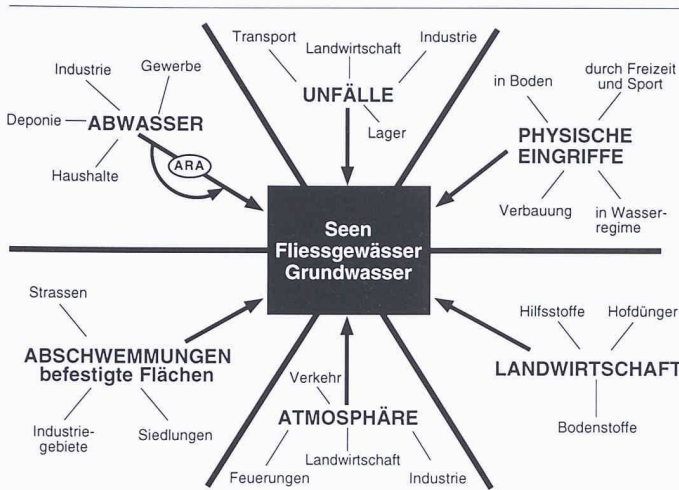 Transport
Landwirtschaft
Industrie
UNFÄLLE
Lager
Industrie
Gewerbe
Deponie
ABWASSER
Haushalte
ARA
in Boden
durch Freizeit
und Sport
PHYSISCHE
EINGRIFFE
Verbauung
in Wasser-
regime
Seen
Fliessgewässer
Grundwasser
Strassen
ABSCHWEMMUNGEN
befestigte Flächen
Industrie-
gebiete
Siedlungen
Verkehr
ATMOSPHÄRE
Feuerungen
Landwirtschaft
Industrie
Hilfsstoffe
Hofdünger
LANDWIRTSCHAFT
Bodenstoffe